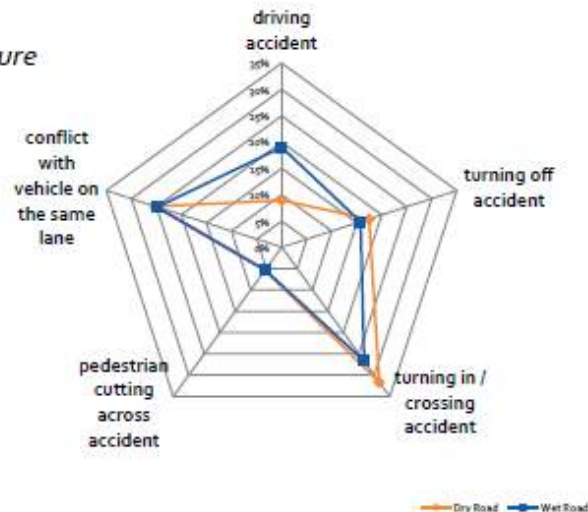 ure
driving
accident
35%
30%
25%
20%
15%
10%
5%
0%
conflict
with
vehicle on
the same
lane
turning off
accident
pedestrian
cutting
across
accident
turning in /
crossing
accident
Dry Road
Wet Road